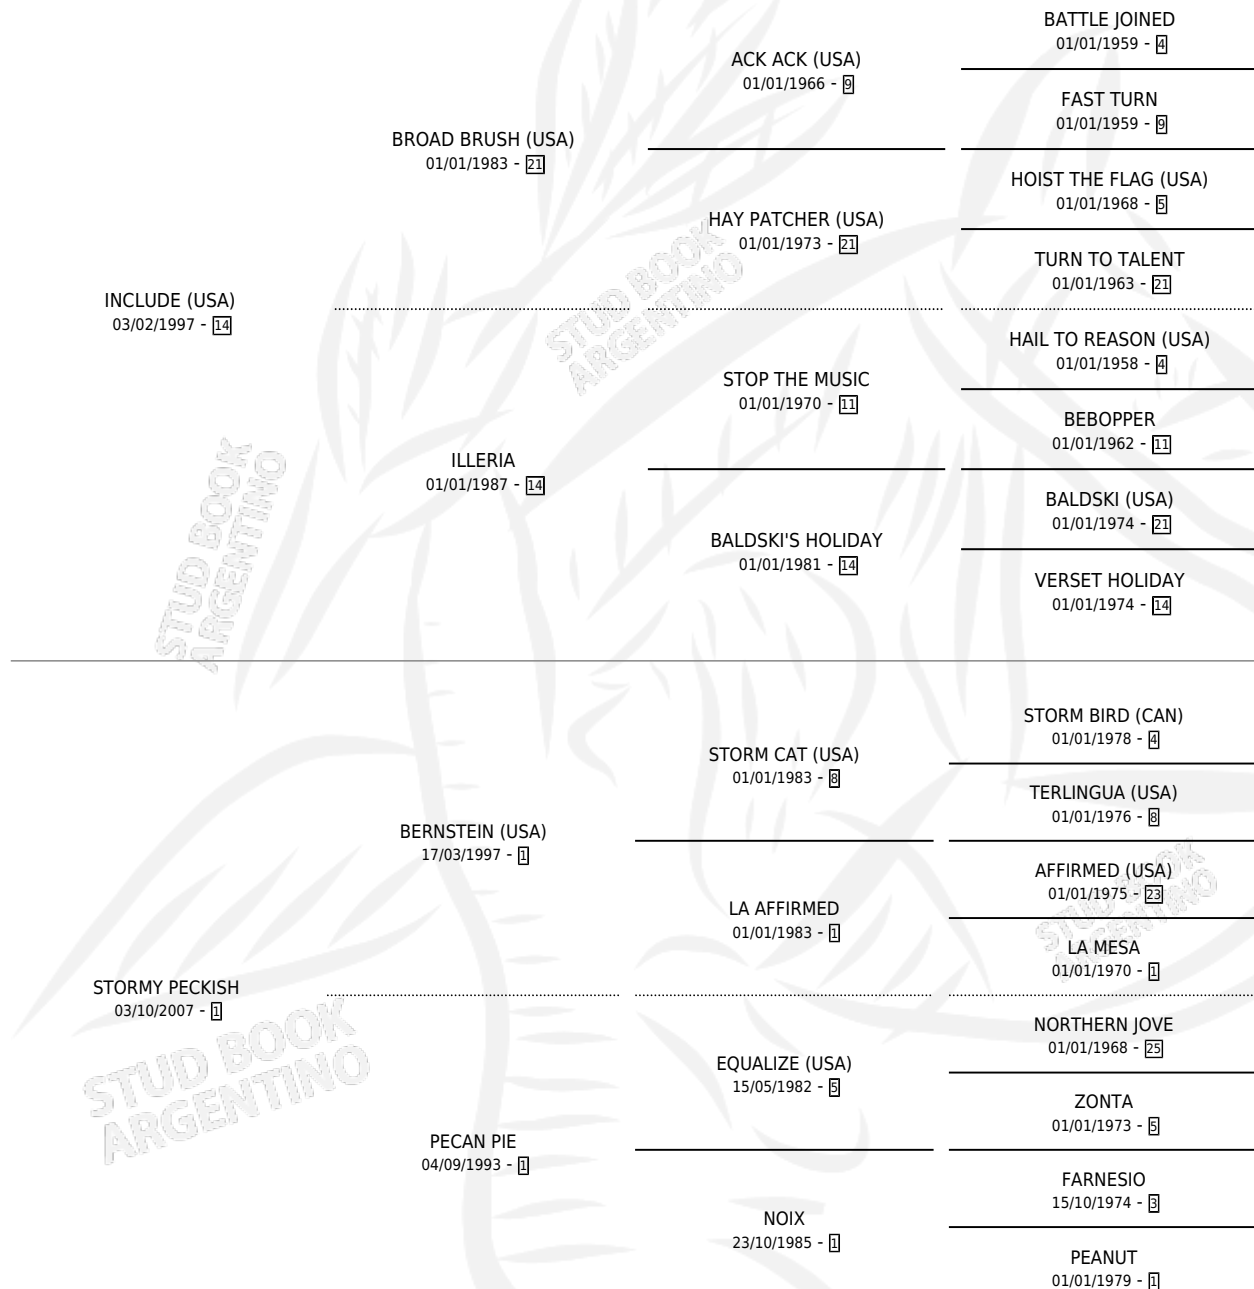 BATTLE JOINED
01/01/1959 - 4
ACK ACK (USA)
01/01/1966 - 9
FAST TURN
01/01/1959 - 9
BROAD BRUSH (USA)
01/01/1983 - 21
HOIST THE FLAG (USA)
01/01/1968 - 5
HAY PATCHER (USA)
01/01/1973 - 21
TURN TO TALENT
01/01/1963 - 21
INCLUDE (USA)
03/02/1997 - 14
HAIL TO REASON (USA)
01/01/1958 - 4
STOP THE MUSIC
01/01/1970 - 11
BEBOPPER
01/01/1962 - 11
ILLERIA
01/01/1987 - 14
BALDSKI (USA)
01/01/1974 - 21
BALDSKI'S HOLIDAY
01/01/1981 - 14
VERSET HOLIDAY
01/01/1974 - 14
STORM BIRD (CAN)
01/01/1978 - 4
STORM CAT (USA)
01/01/1983 - 8
TERLINGUA (USA)
01/01/1976 - 8
BERNSTEIN (USA)
17/03/1997 - 1
AFFIRMED (USA)
01/01/1975 - 23
LA AFFIRMED
01/01/1983 - 1
LA MESA
01/01/1970 - 1
STORMY PECKISH
03/10/2007 - 1
NORTHERN JOVE
01/01/1968 - 25
EQUALIZE (USA)
15/05/1982 - 5
ZONTA
01/01/1973 - 5
PECAN PIE
04/09/1993 - 1
FARNESIO
15/10/1974 - 3
NOIX
23/10/1985 - 1
PEANUT
01/01/1979 - 1
STUD BOOK
ARGENTINO
STUD BOOK
ARGENTINO
STUD BOOK
ARGENTINO
STUD BOOK
ARGENTINO